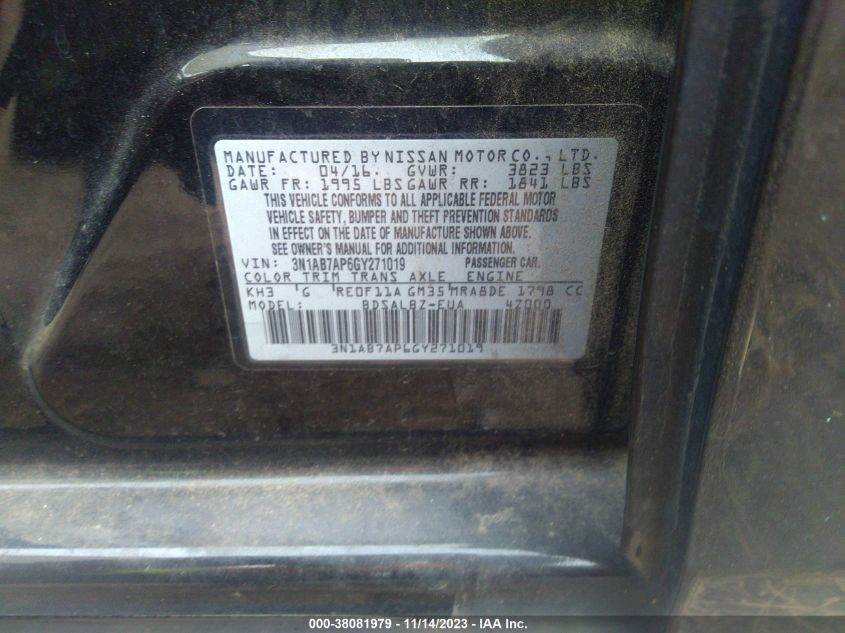 MANUFACTURED BY NISSAN MOTOR CO., LTD.
DATE: 04/16. GVWR: 3823 LBS
GAWR FR: 1995 LBS GAWR RR: 1841 LBS
THIS VEHICLE CONFORMS TO ALL APPLICABLE FEDERAL MOTOR
VEHICLE SAFETY, BUMPER AND THEFT PREVENTION STANDARDS
IN EFFECT ON THE DATE OF MANUFACTURE SHOWN ABOVE.
SEE OWNER'S MANUAL FOR ADDITIONAL INFORMATION.
VIN: 3N1AB7AP6GY271019 PASSENGER CAR.
COLOR TRIM TRANS AXLE ENGINE
KH3 'G 'RE0F11A GM35'MRA8DE 1798 CC
MODEL: BDSALBZ-EUA 47000
3N1AB7AP6GY271019
000-38081979 - 11/14/2023 - IAA Inc.